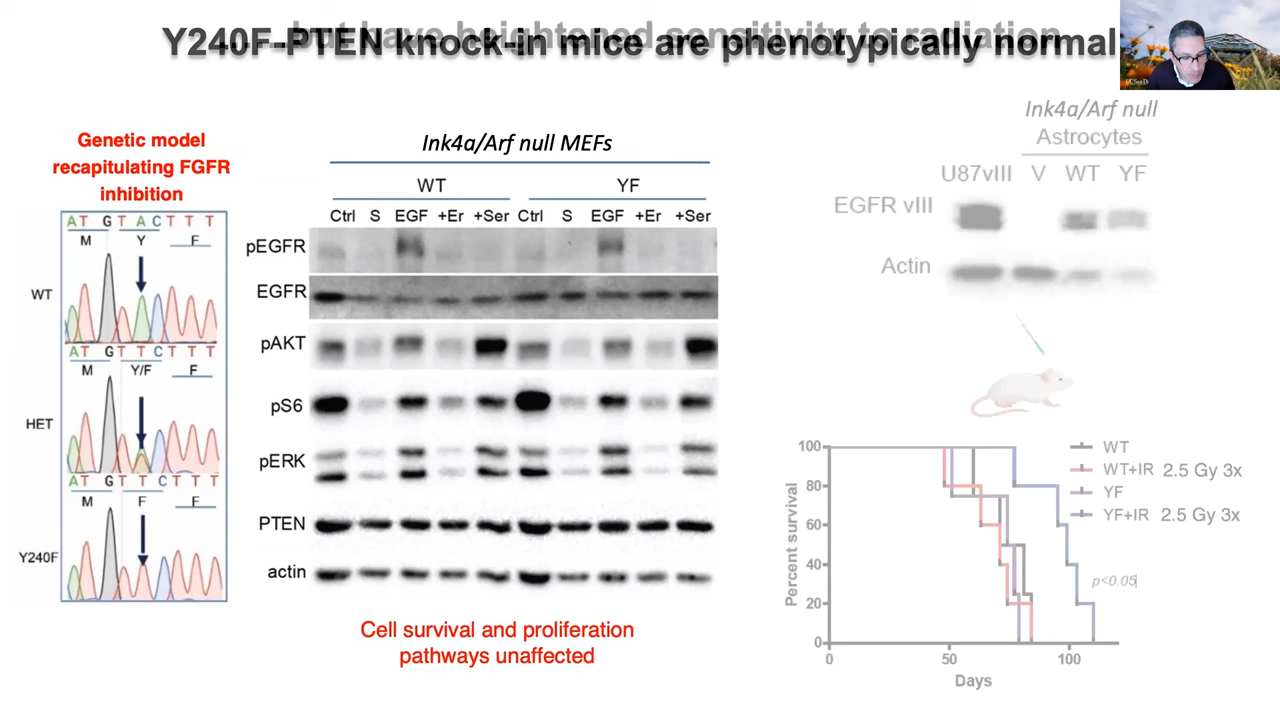 Y240F-PTEN knock-in mice are phenotypically normal
but have heightened sensitivity to radiation
UCSan Di
Genetic model
recapitulating FGFR
inhibition
A T G T A C T T T
M Y F
WT
A T G T T C T T T
M Y/F F
HET
A T G T T C T T T
M F F
Y240F
Ink4a/Arf null MEFs
WT YF
Ctrl S EGF +Er +Ser Ctrl S EGF +Er +Ser
pEGFR
EGFR
pAKT
pS6
pERK
PTEN
actin
Cell survival and proliferation
pathways unaffected
Ink4a/Arf null
Astrocytes
U87vIII V WT YF
EGFR vIII
Actin
100
80
60
40
20
0
Percent survival
0 50 100
Days
WT
WT+IR 2.5 Gy 3x
YF
YF+IR 2.5 Gy 3x
p<0.05